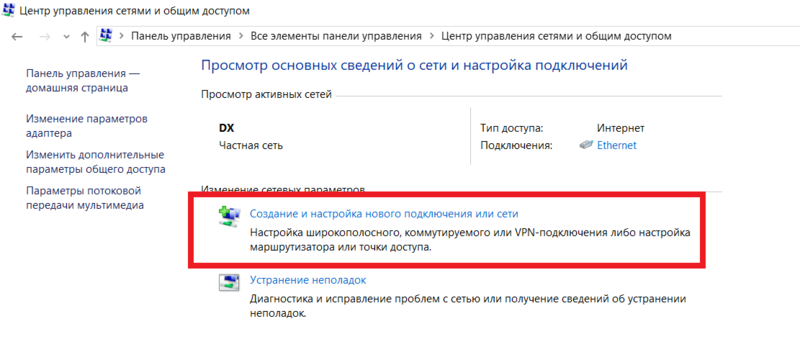 Центр управления сетями и общим доступом
Панель управления > Все элементы панели управления > Центр управления сетями и общим доступом
Панель управления —
домашняя страница
Изменение параметров
адаптера
Изменить дополнительные
параметры общего доступа
Параметры потоковой
передачи мультимедиа
Просмотр основных сведений о сети и настройка подключений
Просмотр активных сетей
DX
Частная сеть
Тип доступа: Интернет
Подключения: Ethernet
Изменение сетевых параметров
Создание и настройка нового подключения или сети
Настройка широкополосного, коммутируемого или VPN-подключения либо настройка
маршрутизатора или точки доступа.
Устранение неполадок
Диагностика и исправление проблем с сетью или получение сведений об устранении
неполадок.